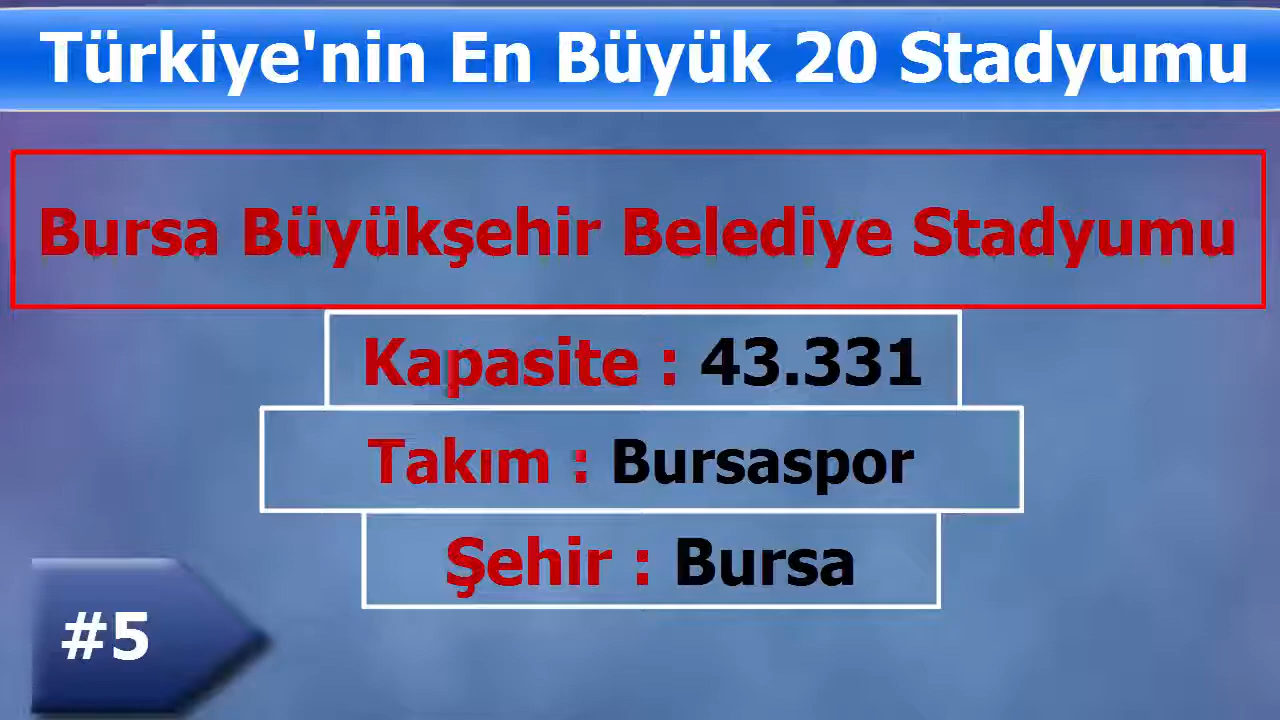 Türkiye'nin En Büyük 20 Stadyumu
Bursa Büyükşehir Belediye Stadyumu
Kapasite : 43.331
Takım : Bursaspor
Şehir : Bursa
#5